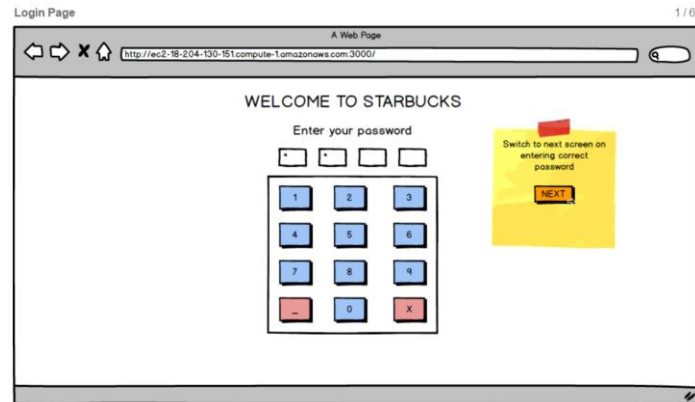 Login Page
1 / 6
A Web Page
http://ec2-18-204-130-151.compute-1.amazonaws.com:3000/
WELCOME TO STARBUCKS
Enter your password
* *
1 2 3
4 5 6
7 8 9
_ 0 X
Switch to next screen on
entering correct
password
NEXT